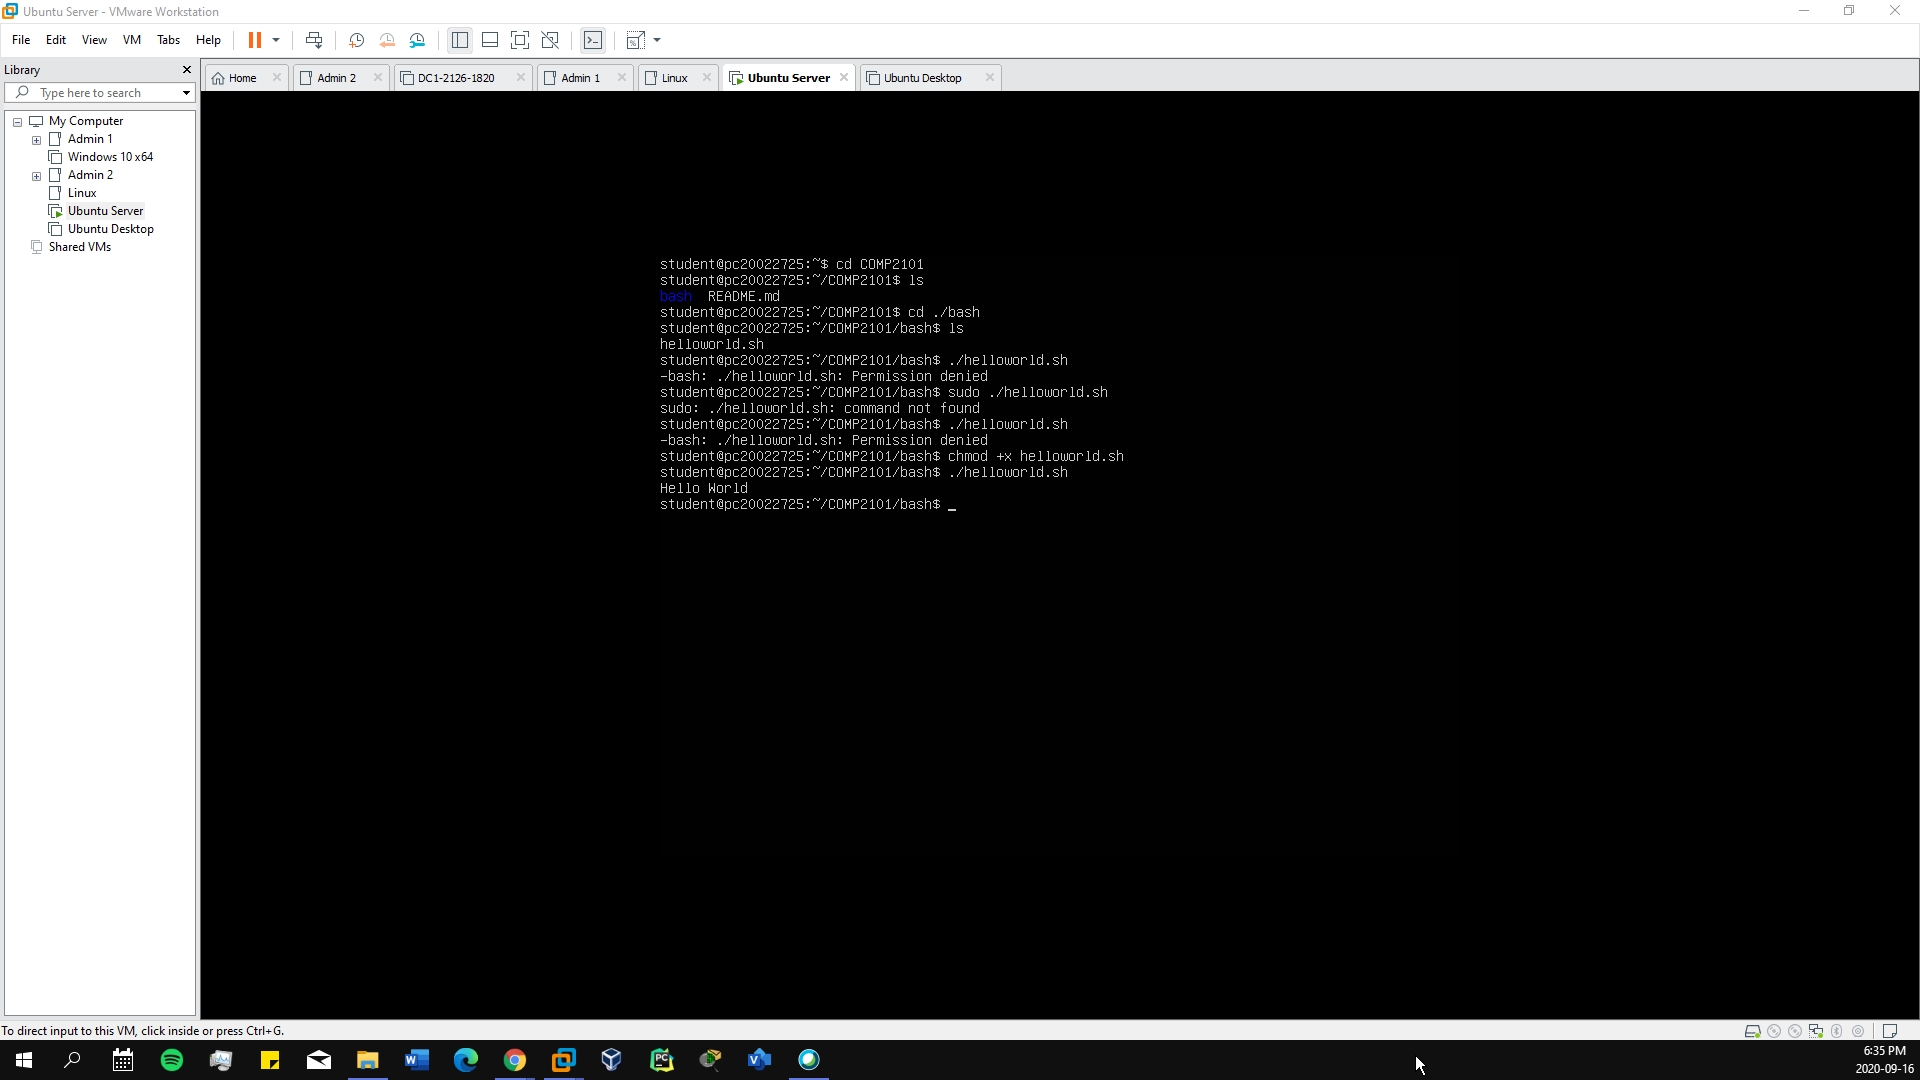 Ubuntu Server - VMware Workstation
File Edit View VM Tabs Help
Library
Type here to search
My Computer
Admin 1
Windows 10 x64
Admin 2
Linux
Ubuntu Server
Ubuntu Desktop
Shared VMs
Home Admin 2 DC1-2126-1820 Admin 1 Linux Ubuntu Server Ubuntu Desktop
student@pc20022725:~$ cd COMP2101
student@pc20022725:~/COMP2101$ ls
bash README.md
student@pc20022725:~/COMP2101$ cd ./bash
student@pc20022725:~/COMP2101/bash$ ls
helloworld.sh
student@pc20022725:~/COMP2101/bash$ ./helloworld.sh
-bash: ./helloworld.sh: Permission denied
student@pc20022725:~/COMP2101/bash$ sudo ./helloworld.sh
sudo: ./helloworld.sh: command not found
student@pc20022725:~/COMP2101/bash$ ./helloworld.sh
-bash: ./helloworld.sh: Permission denied
student@pc20022725:~/COMP2101/bash$ chmod +x helloworld.sh
student@pc20022725:~/COMP2101/bash$ ./helloworld.sh
Hello World
student@pc20022725:~/COMP2101/bash$ _
To direct input to this VM, click inside or press Ctrl+G.
6:35 PM
2020-09-16